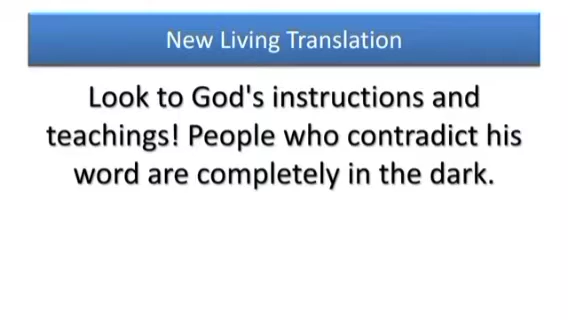 New Living Translation
Look to God's instructions and
teachings! People who contradict his
word are completely in the dark.